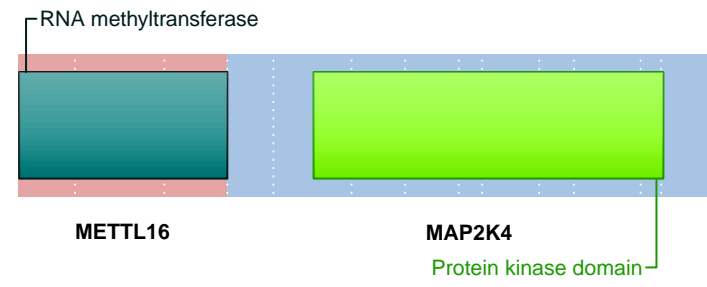 RNA methyltransferase
METTL16
MAP2K4
Protein kinase domain